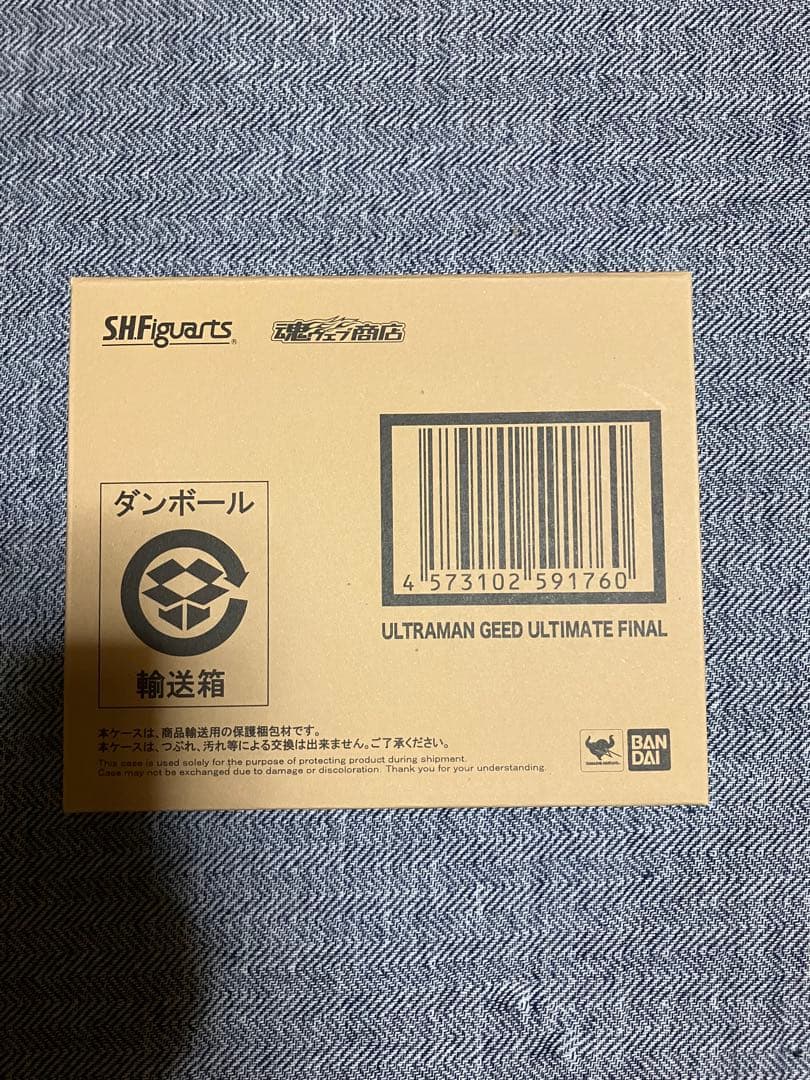 S.H.Figuarts®
魂ウェブ商店
ダンボール
輸送箱
4 573102 591760
ULTRAMAN GEED ULTIMATE FINAL
本ケースは、商品輸送用の保護梱包材です。
本ケースは、つぶれ、汚れ等による交換は出来ません。ご了承ください。
This case is used solely for the purpose of protecting product during shipment.
Case may not be exchanged due to damage or discoloration. Thank you for your understanding.
BAN
DAI